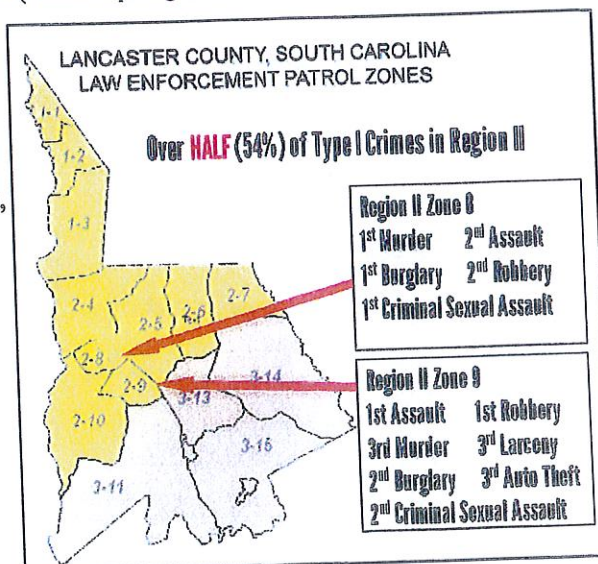 LANCASTER COUNTY, SOUTH CAROLINA
LAW ENFORCEMENT PATROL ZONES
Over HALF (54%) of Type I Crimes in Region II
1-1
1-2
1-3
2-4
2-5
2-6
2-7
2-8
2-9
2-10
3-11
3-13
3-14
3-15
Region II Zone 8
1st Murder 2nd Assault
1st Burglary 2nd Robbery
1st Criminal Sexual Assault
Region II Zone 9
1st Assault 1st Robbery
3rd Murder 3rd Larceny
2nd Burglary 3rd Auto Theft
2nd Criminal Sexual Assault